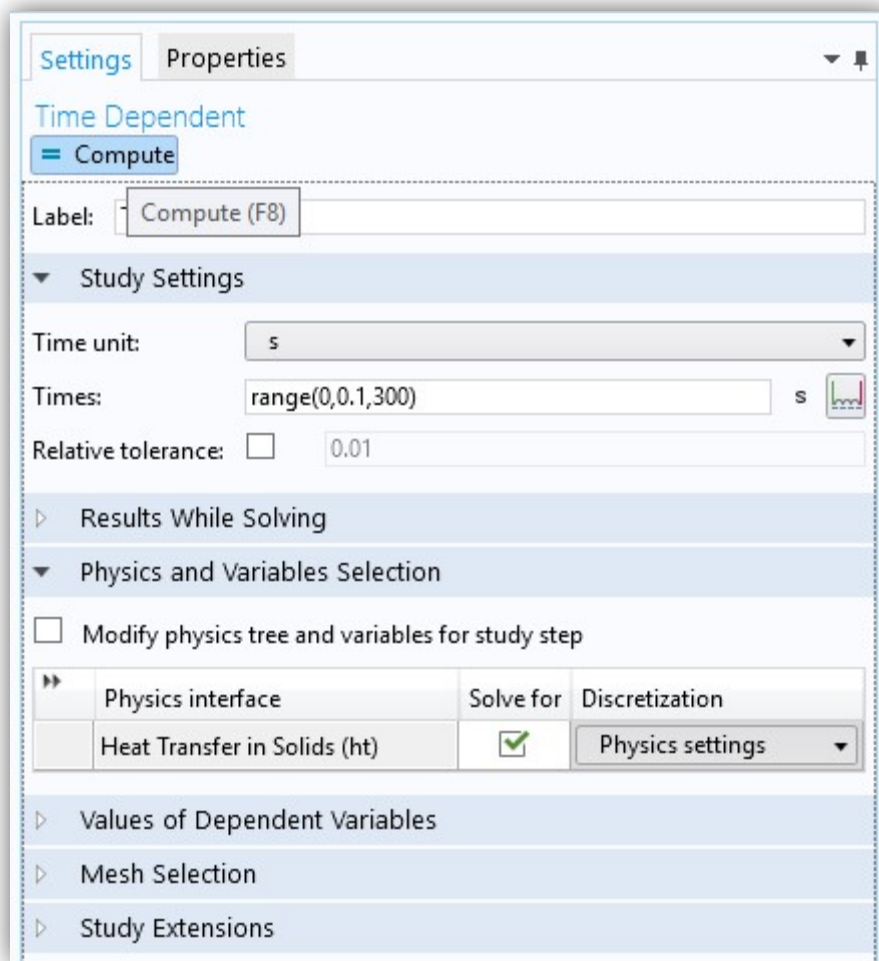 Settings Properties
Time Dependent
= Compute
Label: Compute (F8)
Study Settings
Time unit: s
Times: range(0,0.1,300) s
Relative tolerance: 0.01
Results While Solving
Physics and Variables Selection
Modify physics tree and variables for study step
Physics interface Solve for Discretization
Heat Transfer in Solids (ht) Physics settings
Values of Dependent Variables
Mesh Selection
Study Extensions